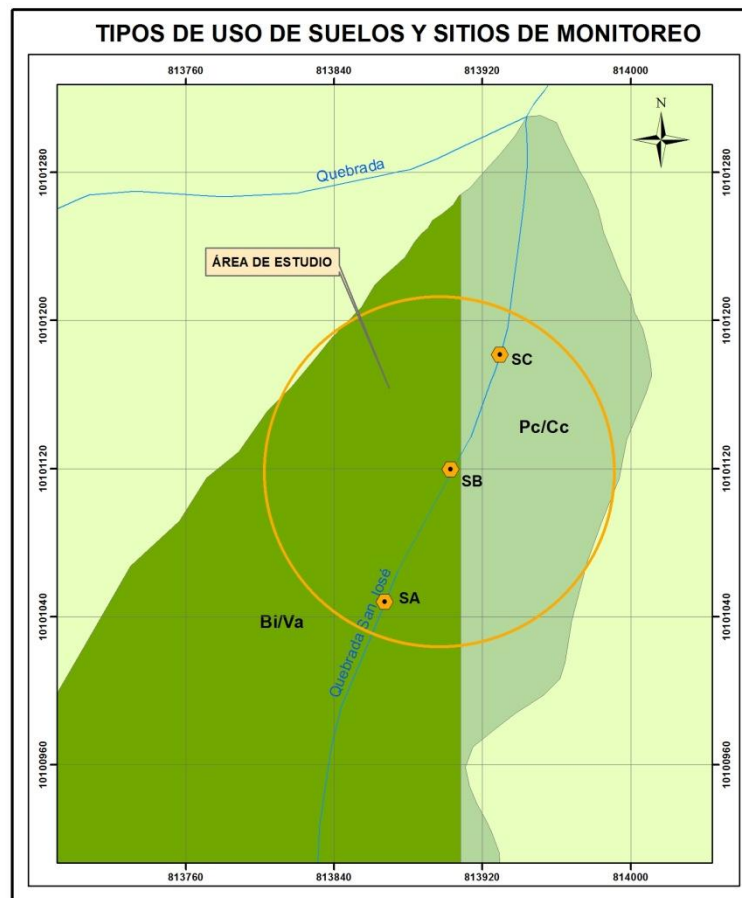 TIPOS DE USO DE SUELOS Y SITIOS DE MONITOREO
813760 813840 813920 814000
N
10101280 10101280
Quebrada
ÁREA DE ESTUDIO
10101200 10101200
SC
Pc/Cc
10101120 10101120
SB
SA
10101040 10101040
Bi/Va
Quebrada San José
10100960 10100960
813760 813840 813920 814000